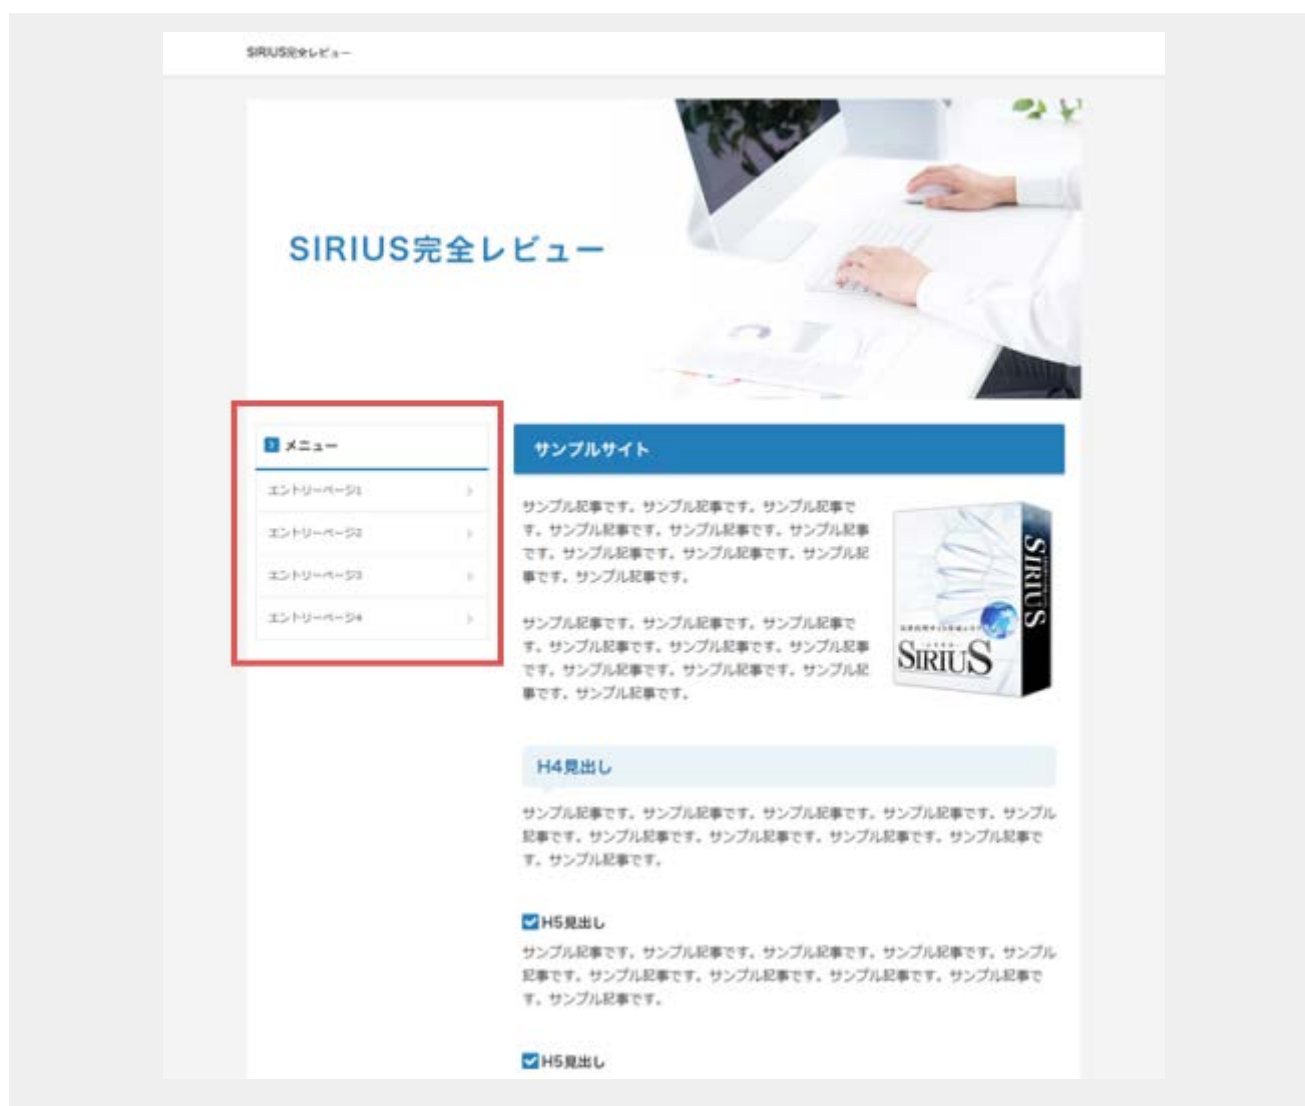 SIRIUS完全レビュー
SIRIUS完全レビュー
メニュー
エントリーページ1
エントリーページ2
エントリーページ3
エントリーページ4
サンプルサイト
サンプル記事です。サンプル記事です。サンプル記事で
す。サンプル記事です。サンプル記事です。サンプル記事
です。サンプル記事です。サンプル記事です。サンプル記
事です。サンプル記事です。
SIRIUS
SIRIUS
サンプル記事です。サンプル記事です。サンプル記事で
す。サンプル記事です。サンプル記事です。サンプル記事
です。サンプル記事です。サンプル記事です。サンプル記
事です。サンプル記事です。
H4見出し
サンプル記事です。サンプル記事です。サンプル記事です。サンプル記事です。サンプル
記事です。サンプル記事です。サンプル記事です。サンプル記事です。サンプル記事で
す。サンプル記事です。
H5見出し
サンプル記事です。サンプル記事です。サンプル記事です。サンプル記事です。サンプル
記事です。サンプル記事です。サンプル記事です。サンプル記事です。サンプル記事で
す。サンプル記事です。
H5見出し